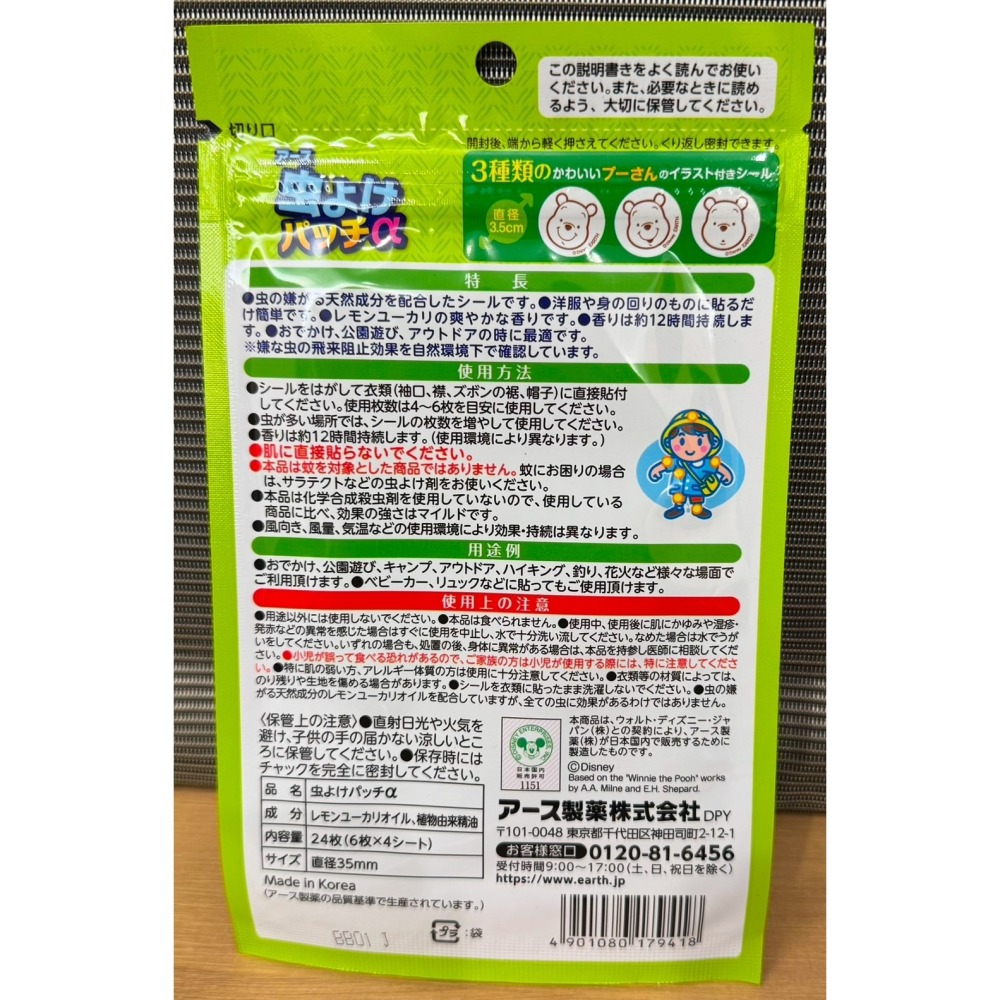 この説明書きをよく読んでお使い
ください。また、必要なときに読め
るよう、大切に保管してください。
切り口
開封後、端から軽く押さえてください。くり返し密封できます。
アース
虫よけ
パッチα
3種類のかわいいプーさんのイラスト付きシール
直径
3.5cm
©Disney EARTH
©Disney EARTH
©Disney EARTH
特長
●虫の嫌がる天然成分を配合したシールです。●洋服や身の回りのものに貼るだ
け簡単です。●レモンユーカリの爽やかな香りです。●香りは約12時間持続しま
す。●おでかけ、公園遊び、アウトドアの時に最適です。
※嫌な虫の飛来阻止効果を自然環境下で確認しています。
使用方法
●シールをはがして衣類(袖口、襟、ズボンの裾、帽子)に直接貼付
してください。使用枚数は4～6枚を目安に使用してください。
●虫が多い場所では、シールの枚数を増やして使用してください。
●香りは約12時間持続します。(使用環境により異なります。)
●肌に直接貼らないでください。
●本品は蚊を対象とした商品ではありません。蚊にお困りの場合
は、サラテクトなどの虫よけ剤をお使いください。
●本品は化学合成殺虫剤を使用していないので、使用している
商品に比べ、効果の強さはマイルドです。
●風向き、風量、気温などの使用環境により効果・持続は異なります。
用途例
●おでかけ、公園遊び、キャンプ、アウトドア、ハイキング、釣り、花火など様々な場面で
ご利用頂けます。●ベビーカー、リュックなどに貼ってもご使用頂けます。
使用上の注意
●用途以外には使用しないでください。●本品は食べられません。●使用中、使用後に肌にかゆみや湿疹・
発赤などの異常を感じた場合はすぐに使用を中止し、水で十分洗い流してください。なめた場合は水でうが
いをしてください。いずれの場合も、処置の後、身体に異常がある場合は、本品を持参し医師に相談してくだ
さい。●小児が誤って食べる恐れがあるので、ご家族の方は小児が使用する際には、特に注意してくださ
い。●特に肌の弱い方、アレルギー体質の方は使用に十分注意してください。●衣類等の材質によっては、
のり残りや生地を傷める場合があります。●シールを衣類に貼ったまま洗濯しないでください。●虫の嫌
がる天然成分のレモンユーカリオイルを配合していますが、全ての虫に効果があるわけではありません。
〈保管上の注意〉●直射日光や火気を
避け、子供の手の届かない涼しいとこ
ろに保管してください。●保存時には
チャックを完全に密封してください。
品名 虫よけパッチα
成分 レモンユーカリオイル、植物由来精油
内容量 24枚(6枚×4シート)
サイズ 直径35mm
Made in Korea
(アース製薬の品質基準で生産されています。)
DISNEY ENTERPRISES, INC.
日本国内
販売許可
1151
本商品は、ウォルト・ディズニー・ジャ
パン(株)との契約により、アース製
薬(株)が日本国内で販売するために
製造したものです。
©Disney
Based on the "Winnie the Pooh" works
by A.A. Milne and E.H. Shepard.
アース製薬株式会社 DPY
〒101-0048 東京都千代田区神田司町2-12-1
お客様窓口 0120-81-6456
受付時間9:00～17:00(土、日、祝日を除く)
https://www.earth.jp
プラ :袋
4 901080 179418